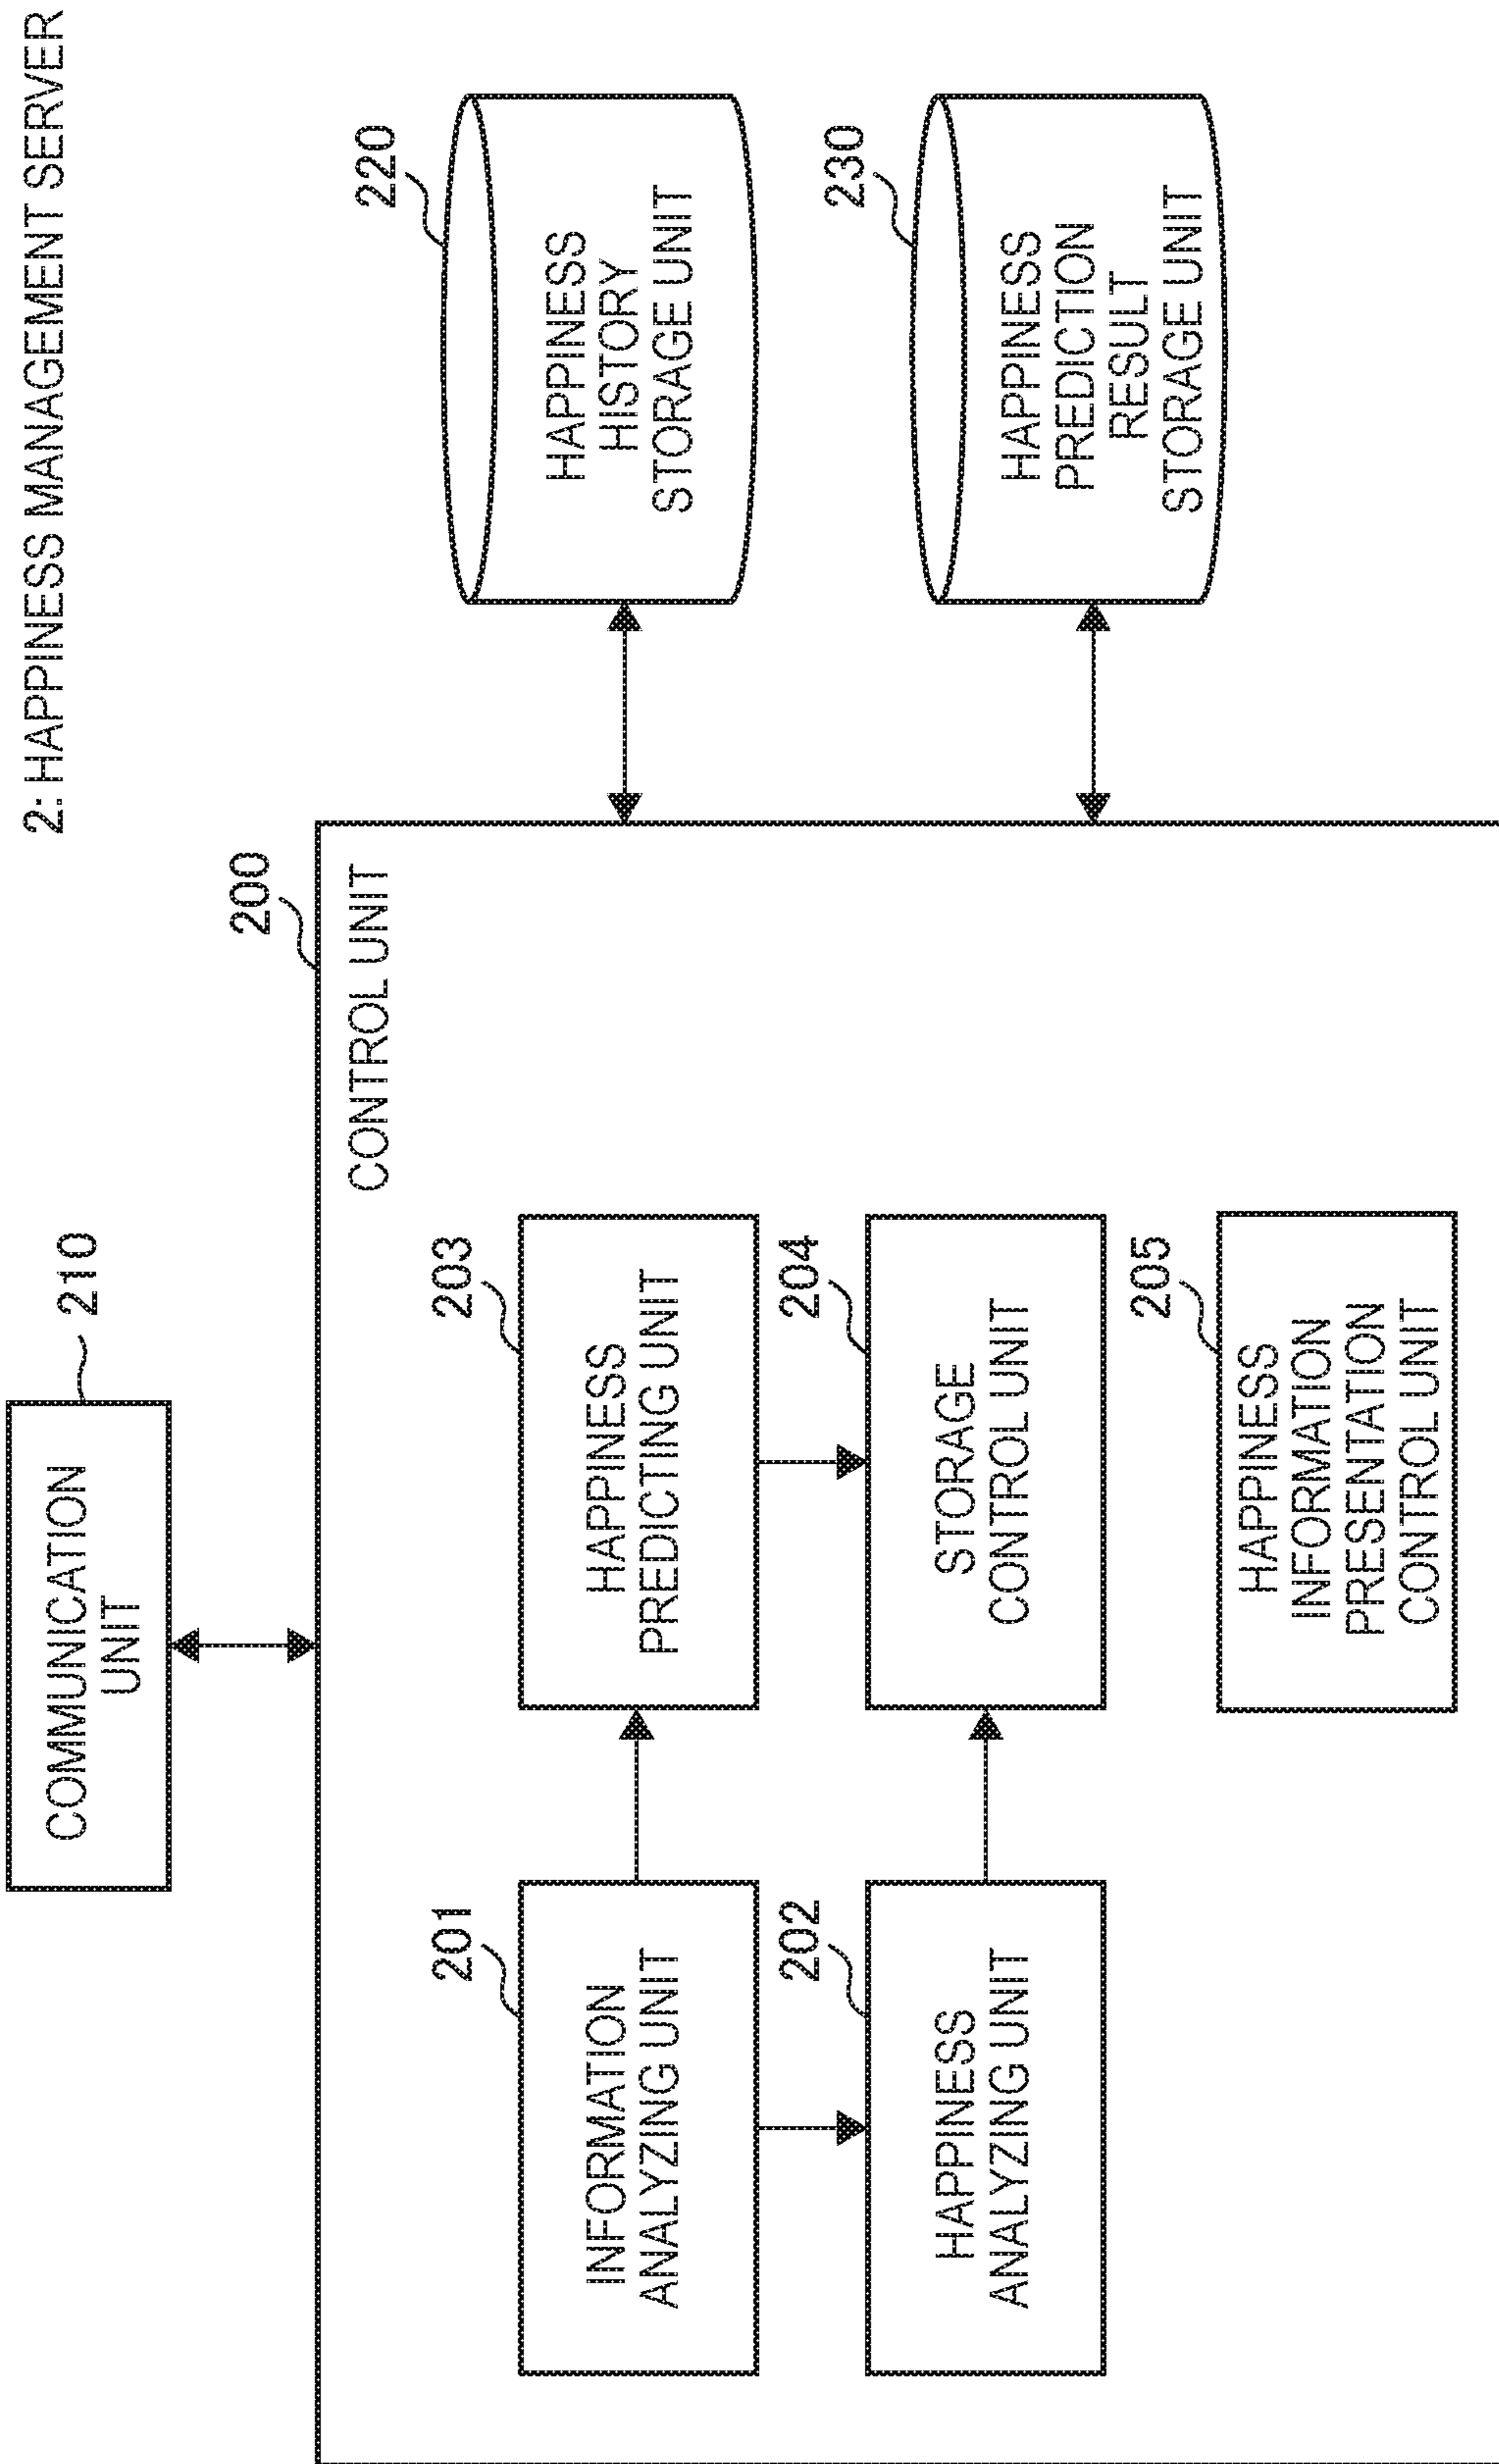 2: HAPPINESS MANAGEMENT SERVER
210
COMMUNICATION
UNIT
200
CONTROL UNIT
201
INFORMATION
ANALYZING UNIT
203
HAPPINESS
PREDICTING UNIT
220
HAPPINESS
HISTORY
STORAGE UNIT
202
HAPPINESS
ANALYZING UNIT
204
STORAGE
CONTROL UNIT
230
HAPPINESS
PREDICTION
RESULT
STORAGE UNIT
205
HAPPINESS
INFORMATION
PRESENTATION
CONTROL UNIT